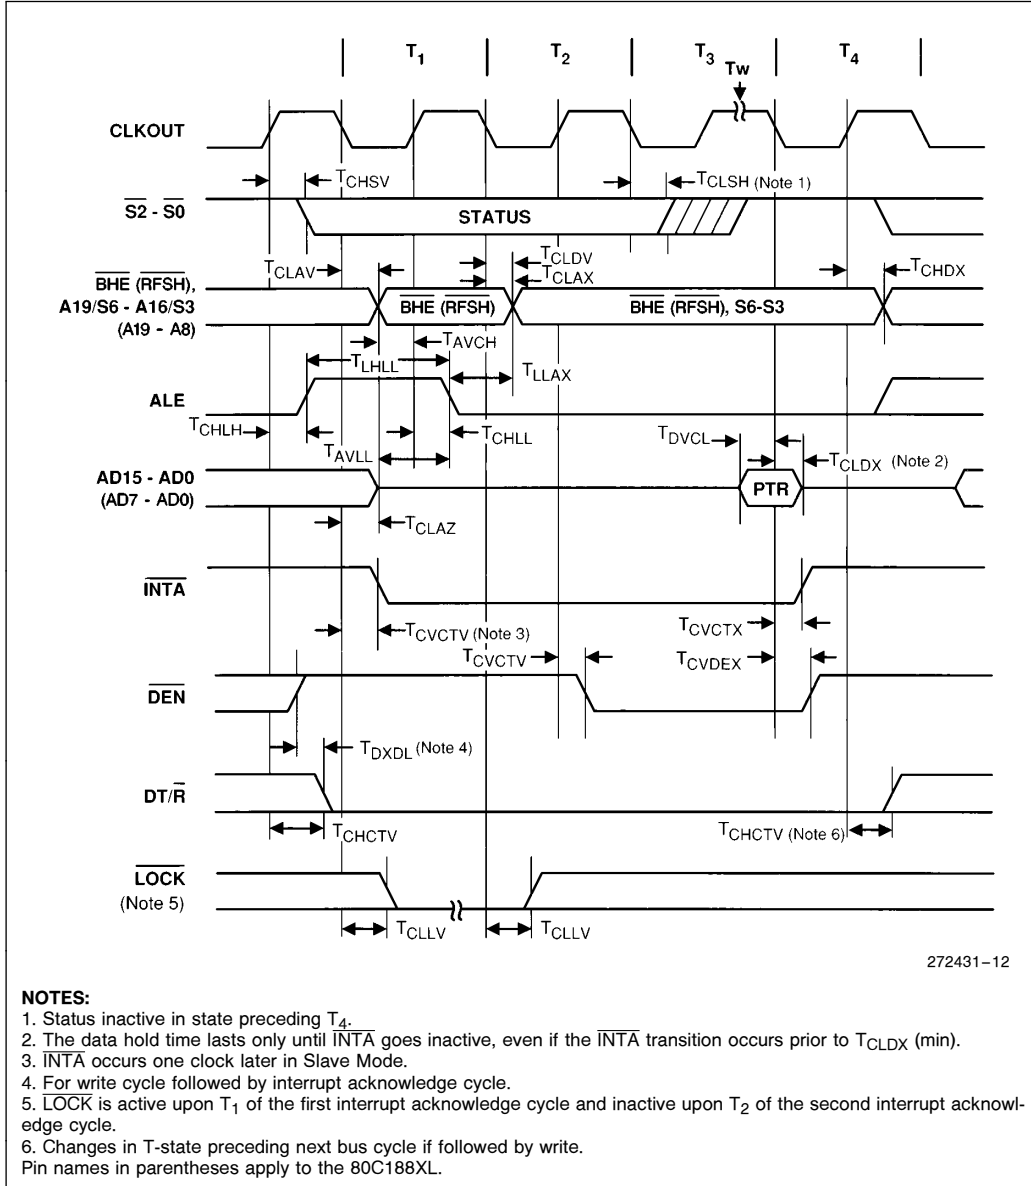 T1 T2 T3 T4
TW
CLKOUT
TCHSV
TCLSH (Note 1)
S2 - S0
STATUS
TCLDV
TCLAV
TCLAX
TCHDX
BHE (RFSH),
A19/S6 - A16/S3
(A19 - A8)
BHE (RFSH)
BHE (RFSH), S6-S3
TAVCH
TLHLL
TLLAX
ALE
TCHLH
TCHLL
TDVCL
TAVLL
TCLDX (Note 2)
AD15 - AD0
(AD7 - AD0)
PTR
TCLAZ
INTA
TCVCTV (Note 3)
TCVCTX
TCVCTV
TCVDEX
DEN
TDXDL (Note 4)
DT/R
TCHCTV
TCHCTV (Note 6)
LOCK
(Note 5)
TCLLV
TCLLV
272431–12
NOTES:
1. Status inactive in state preceding T4.
2. The data hold time lasts only until INTA goes inactive, even if the INTA transition occurs prior to TCLDX (min).
3. INTA occurs one clock later in Slave Mode.
4. For write cycle followed by interrupt acknowledge cycle.
5. LOCK is active upon T1 of the first interrupt acknowledge cycle and inactive upon T2 of the second interrupt acknowl-
edge cycle.
6. Changes in T-state preceding next bus cycle if followed by write.
Pin names in parentheses apply to the 80C188XL.